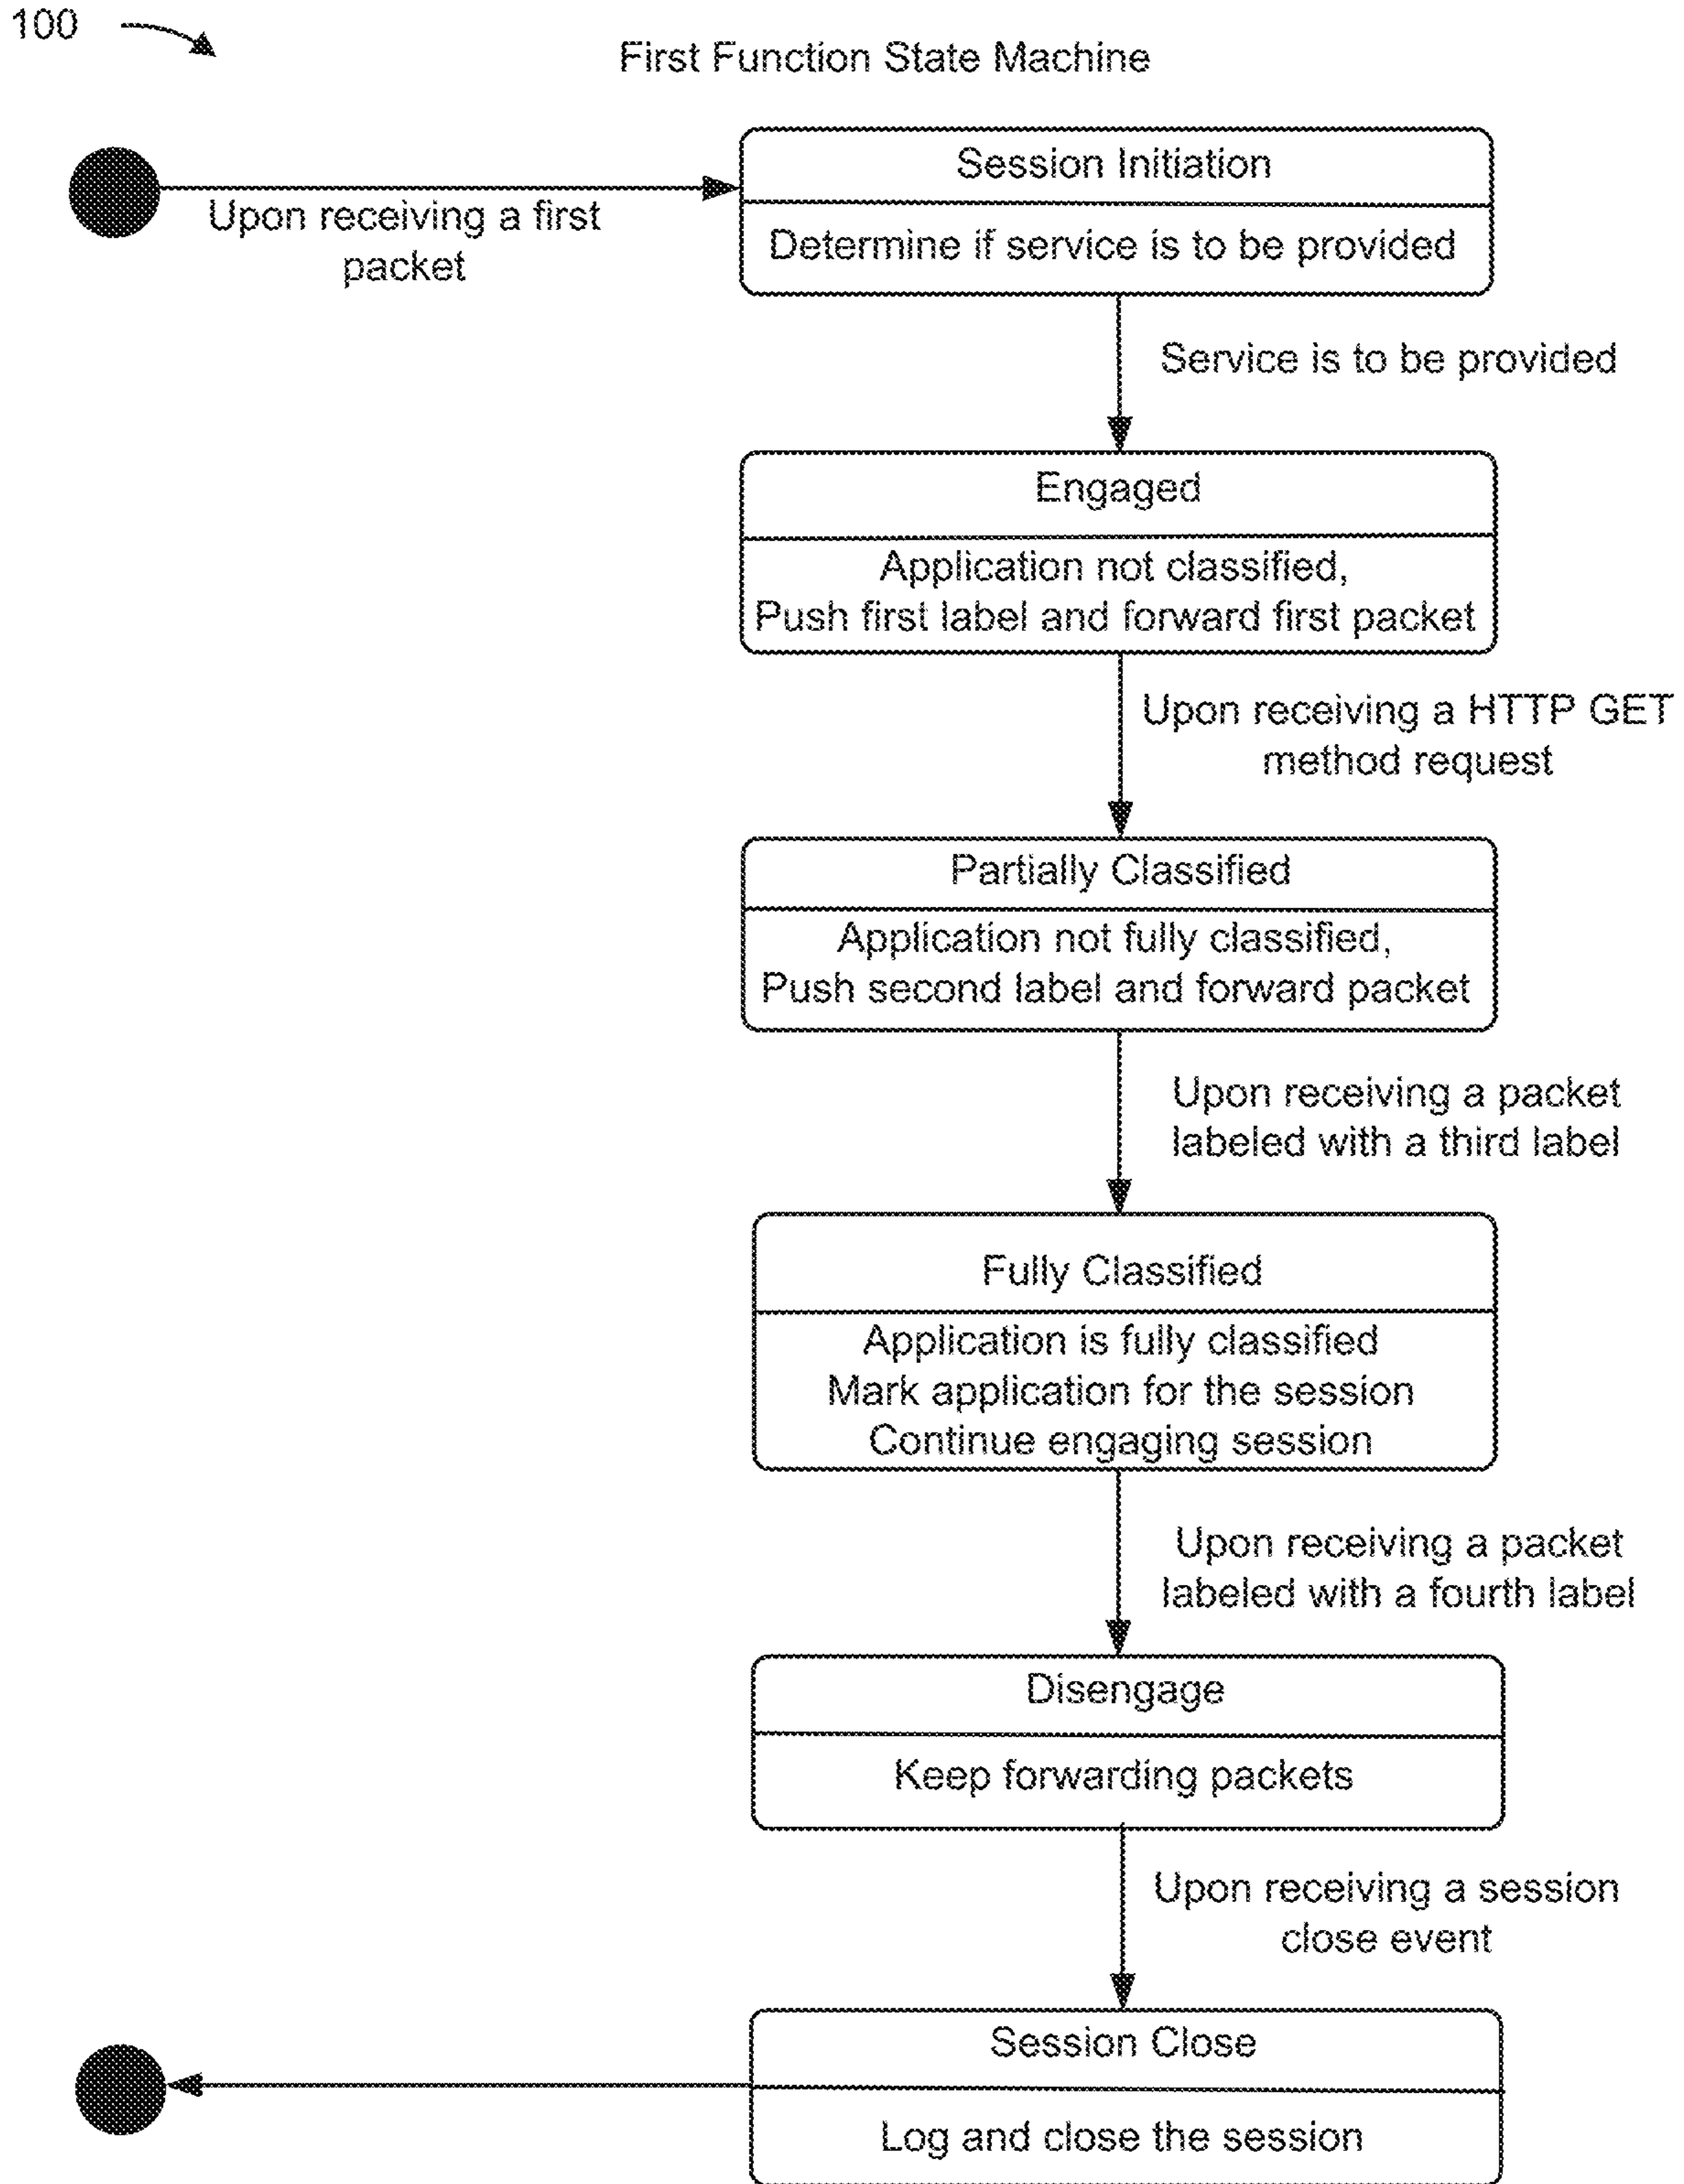 100
First Function State Machine
Session Initiation
Upon receiving a first
packet
Determine if service is to be provided
Service is to be provided
Engaged
Application not classified,
Push first label and forward first packet
Upon receiving a HTTP GET
method request
Partially Classified
Application not fully classified,
Push second label and forward packet
Upon receiving a packet
labeled with a third label
Fully Classified
Application is fully classified
Mark application for the session
Continue engaging session
Upon receiving a packet
labeled with a fourth label
Disengage
Keep forwarding packets
Upon receiving a session
close event
Session Close
Log and close the session